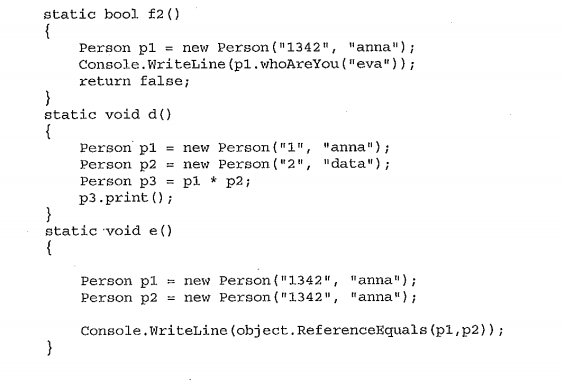 static bool f2()
{
Person p1 = new Person("1342", "anna");
Console.WriteLine(p1.whoAreYou("eva"));
return false;
}
static void d()
{
Person p1 = new Person("1", "anna");
Person p2 = new Person("2", "data");
Person p3 = p1 * p2;
p3.print();
}
static void e()
{
Person p1 = new Person("1342", "anna");
Person p2 = new Person("1342", "anna");
Console.WriteLine(object.ReferenceEquals(p1,p2));
}